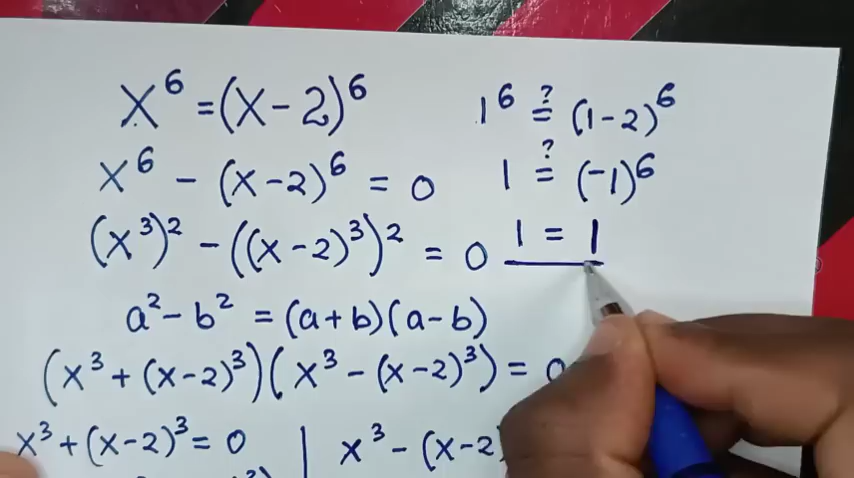 x⁶ = (x-2)⁶
x⁶ - (x-2)⁶ = 0
(x³)² - ((x-2)³)² = 0
a² - b² = (a+b)(a-b)
(x³ + (x-2)³)(x³ - (x-2)³) = 0
x³ + (x-2)³ = 0 | x³ - (x-2)
1⁶ ≟ (1-2)⁶
1 ≟ (-1)⁶
1 = 1